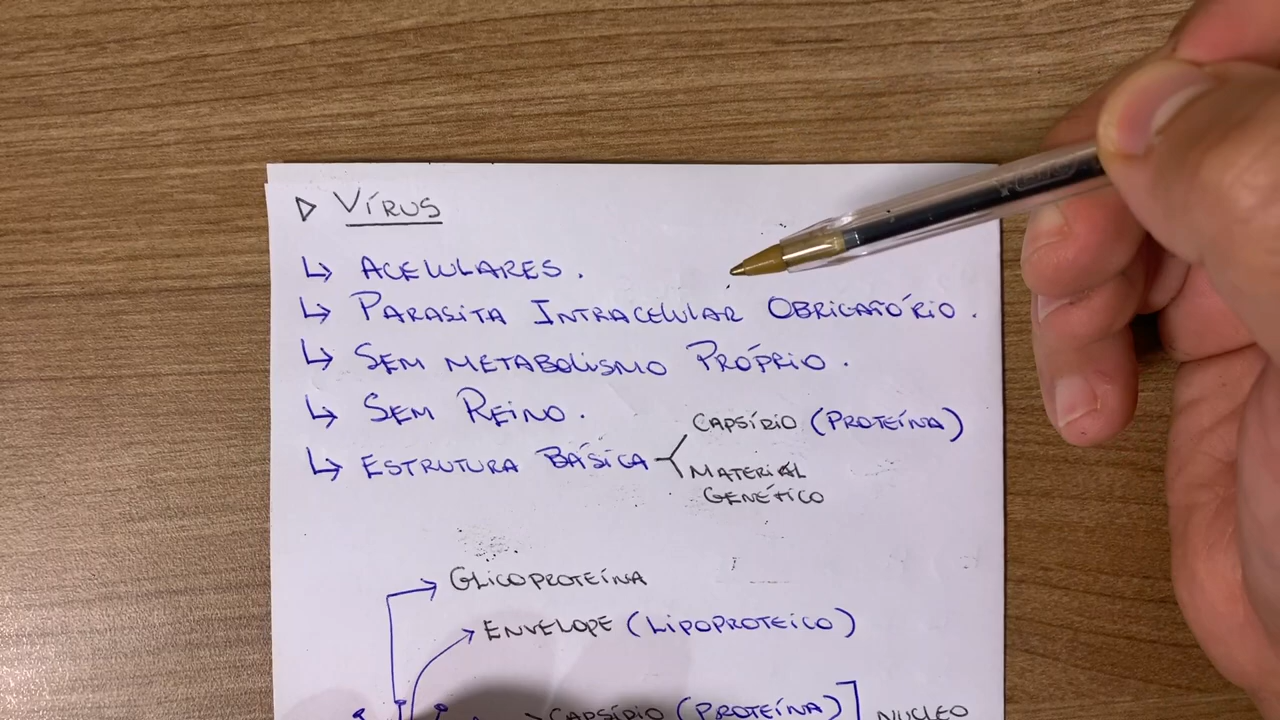 ▷ VÍRUS
↳ ACELULARES.
↳ PARASITA INTRACELULAR OBRIGATÓRIO.
↳ SEM METABOLISMO PRÓPRIO.
↳ SEM REINO.
↳ ESTRUTURA BÁSICA
CAPSÍDIO (PROTEÍNA)
MATERIAL
GENÉTICO
GLICOPROTEÍNA
ENVELOPE (LIPOPROTEICO)
CAPSÍDIO (PROTEÍNA)] NUCLEO